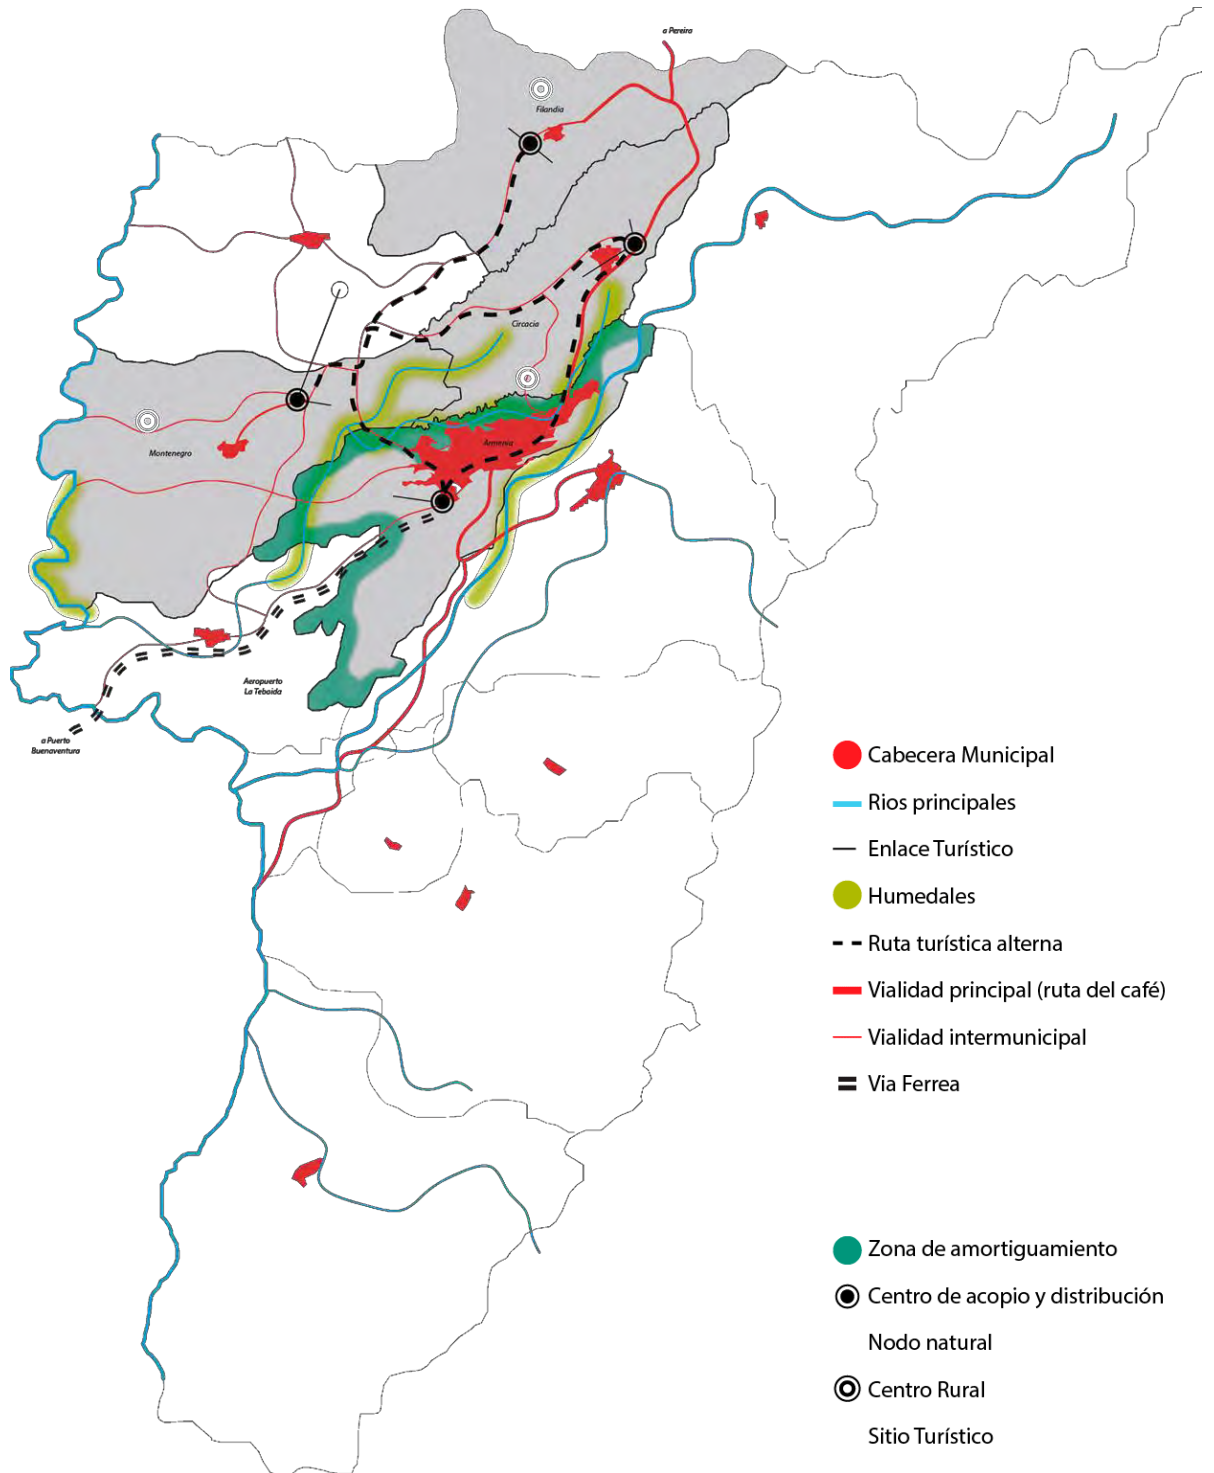 a Pereira
Filandia
Circacia
Montenegro
Armenia
Aeropuerto
La Tebaida
a Puerto
Buenaventura
Cabecera Municipal
Rios principales
Enlace Turístico
Humedales
Ruta turística alterna
Vialidad principal (ruta del café)
Vialidad intermunicipal
Via Ferrea
Zona de amortiguamiento
Centro de acopio y distribución
Nodo natural
Centro Rural
Sitio Turístico